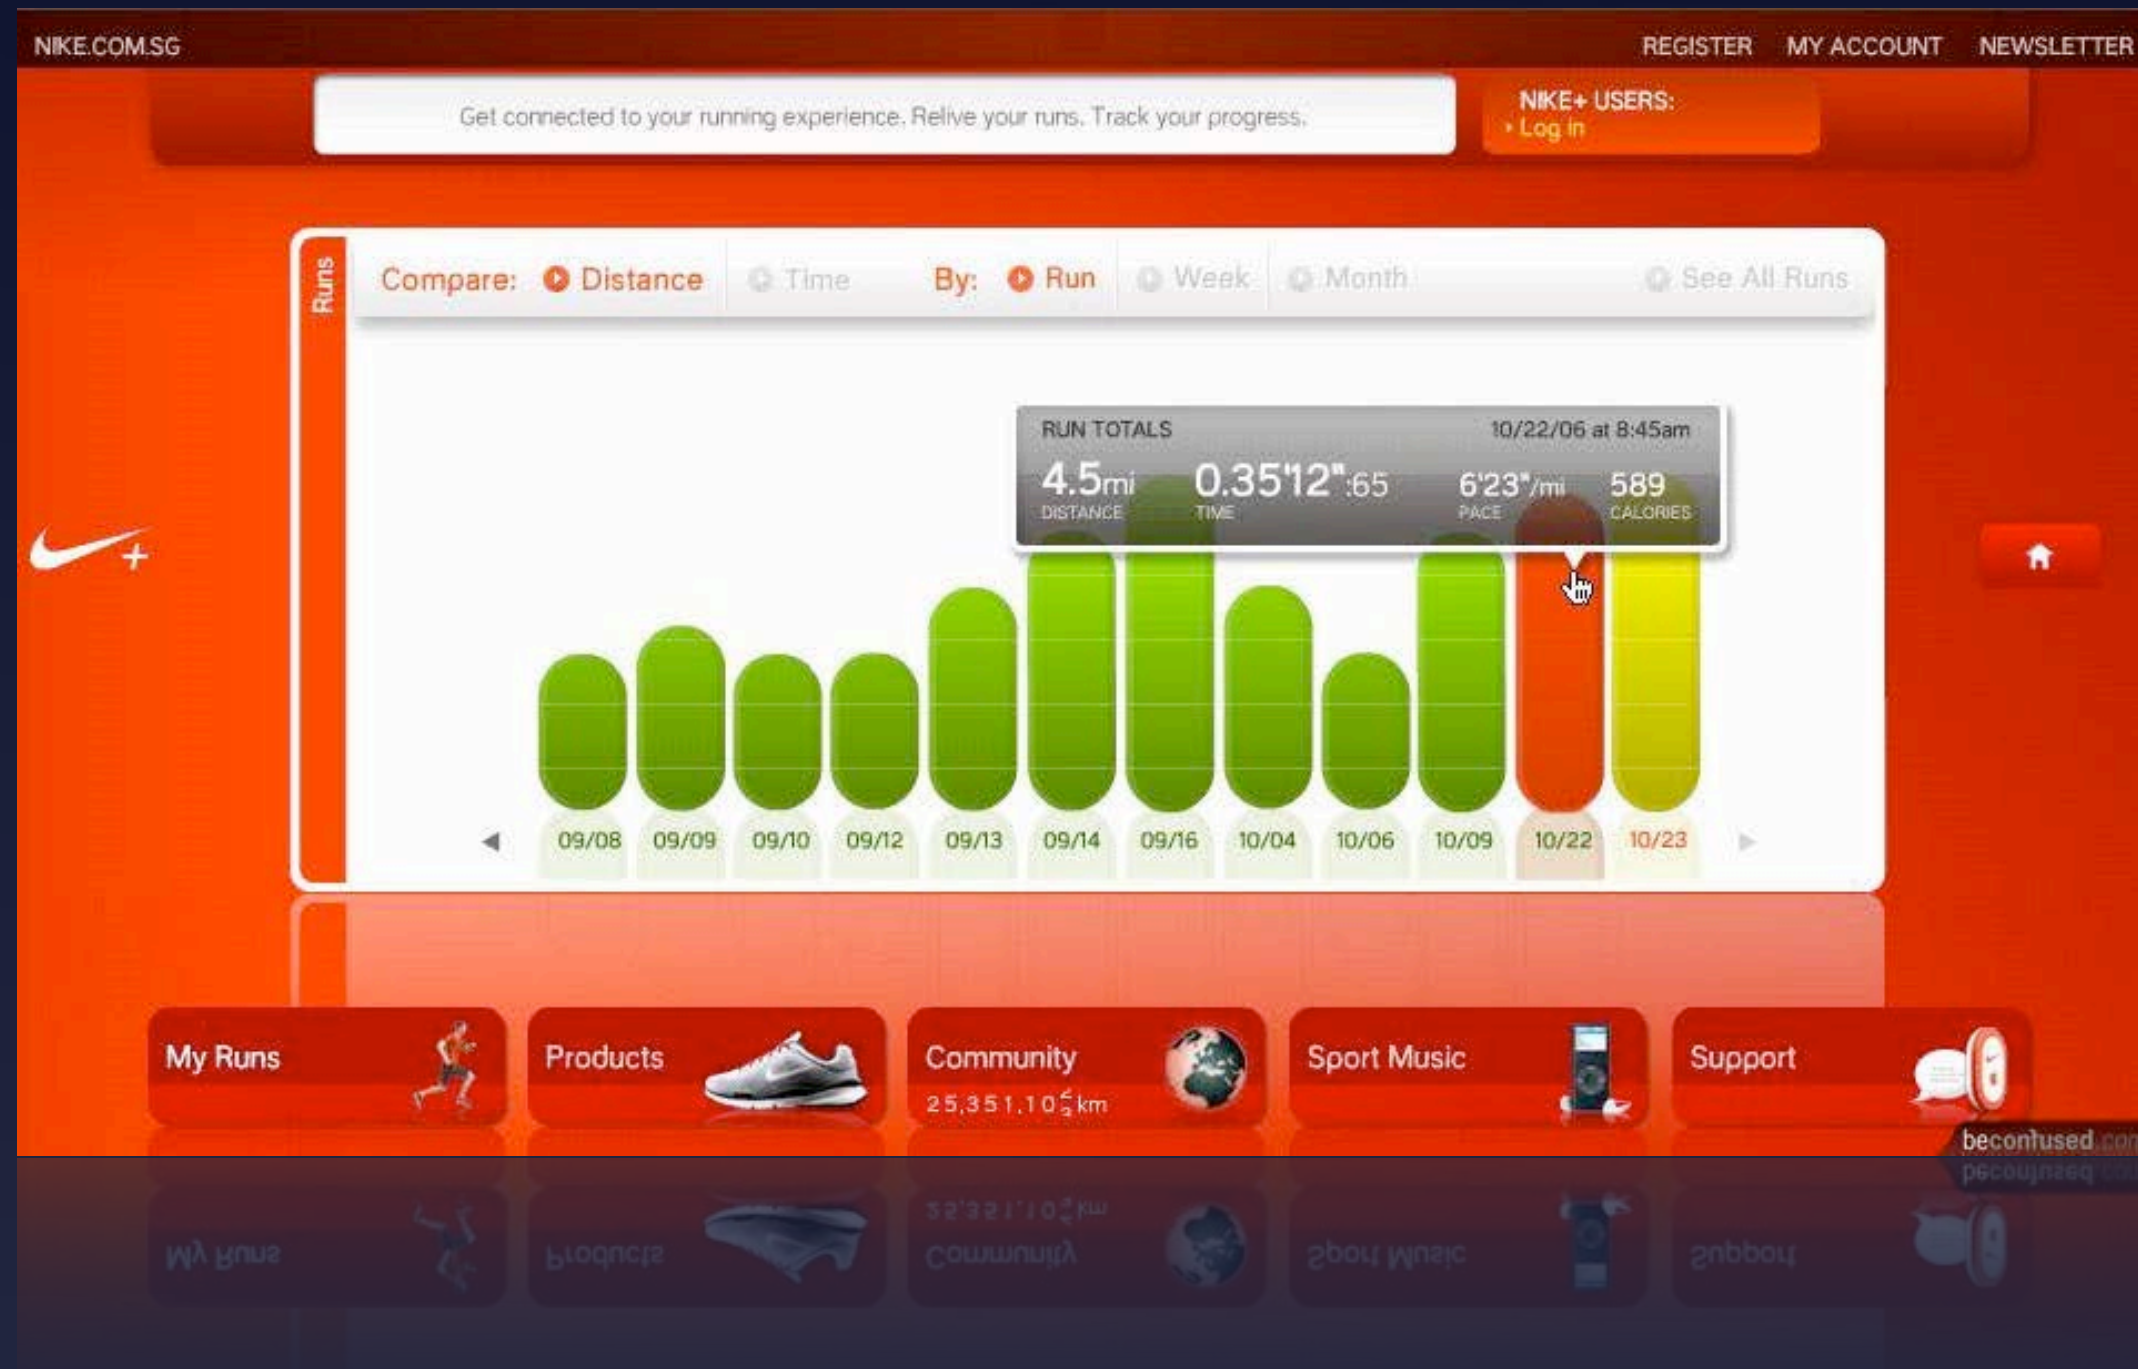 NIKE.COM.SG REGISTER MY ACCOUNT NEWSLETTER
Get connected to your running experience. Relive your runs. Track your progress.
NIKE+ USERS:
Log in
Runs
Compare: Distance Time By: Run Week Month See All Runs
RUN TOTALS 10/22/06 at 8:45am
4.5mi 0.35'12":65 6'23"/mi 589
DISTANCE TIME PACE CALORIES
+
09/08 09/09 09/10 09/12 09/13 09/14 09/16 10/04 10/06 10/09 10/22 10/23
My Runs
Products
Community
km
Sport Music
Support
beconfused.com